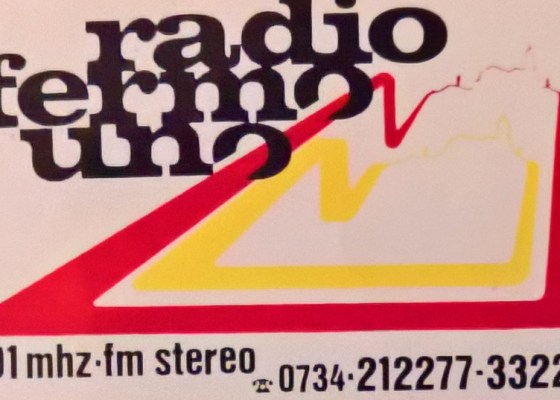 radio
fermo
uno
01 mhz·fm stereo
☎0734·212277·3322